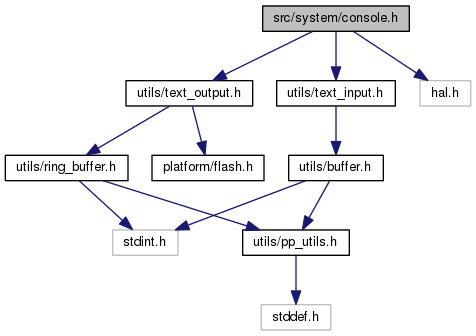 src/system/console.h
utils/text_output.h
utils/text_input.h
hal.h
utils/ring_buffer.h
platform/flash.h
utils/buffer.h
stdint.h
utils/pp_utils.h
stddef.h